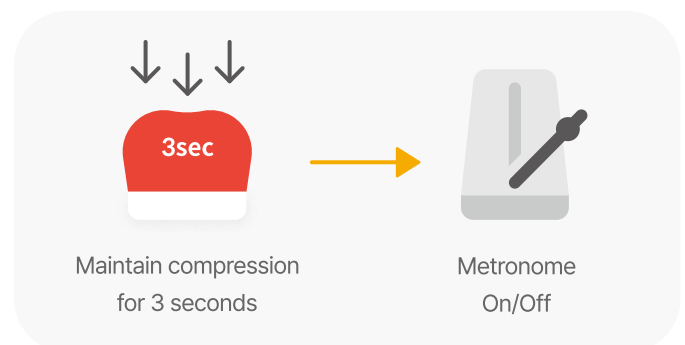 3sec
Maintain compression
for 3 seconds
Metronome
On/Off